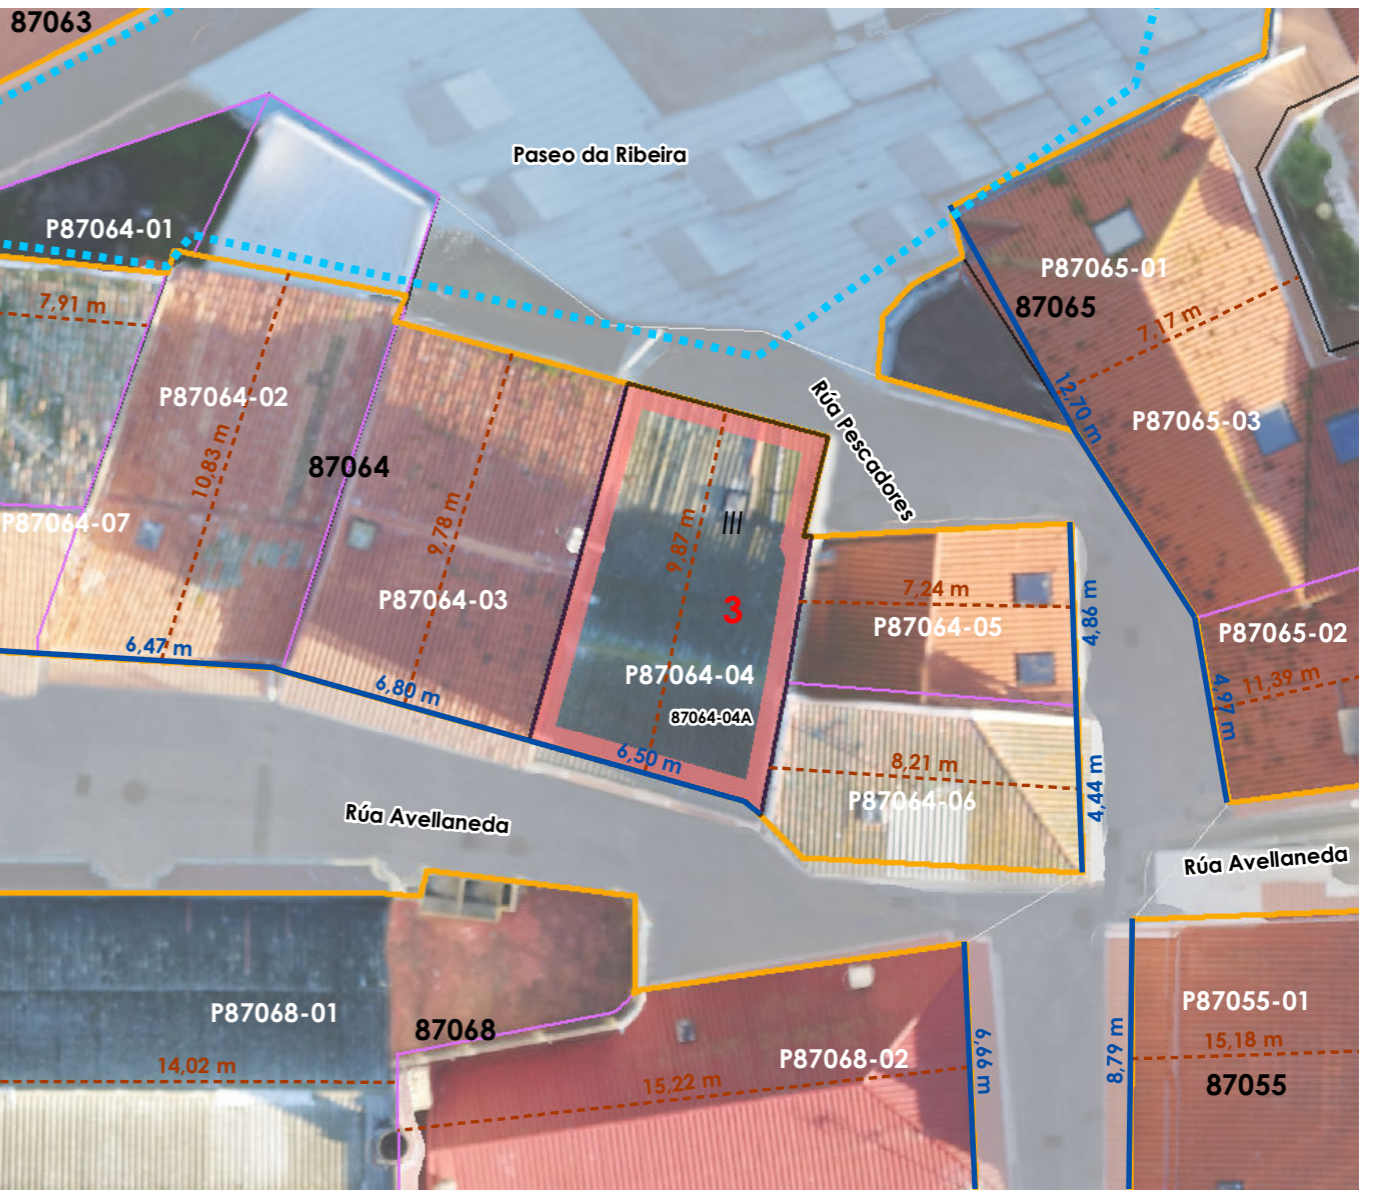 87063
Paseo da Ribeira
P87064-01
P87065-01
87065
7,91 m
7,17 m
P87064-02
12,70 m
Rúa Pescadores
P87065-03
10,83 m
87064
9,78 m
9,87 m
III
P87064-07
7,24 m
4,86 m
P87064-03
3
P87064-05
P87065-02
6,47 m
6,80 m
P87064-04
87064-04A
11,39 m
4,97 m
6,50 m
8,21 m
4,44 m
P87064-06
Rúa Avellaneda
Rúa Avellaneda
P87068-01
87068
P87055-01
14,02 m
15,22 m
P87068-02
6,66 m
8,79 m
15,18 m
87055